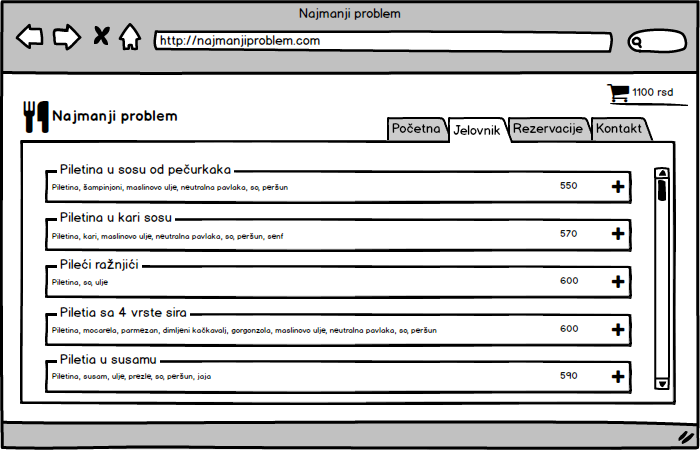 Najmanji problem
http://najmanjiproblem.com
1100 rsd
Najmanji problem
Početna Jelovnik Rezervacije Kontakt
Piletina u sosu od pečurkaka
Piletina, šampinjoni, maslinovo ulje, neutralna pavlaka, so, peršun 550
Piletina u kari sosu
Piletina, kari, maslinovo ulje, neutralna pavlaka, so, peršun, senf 570
Pileći ražnjići
Piletina, so, ulje 600
Piletia sa 4 vrste sira
Piletina, mocarela, parmezan, dimljeni kačkavalj, gorgonzola, maslinovo ulje, neutralna pavlaka, so, peršun 600
Piletia u susamu
Piletina, susam, ulje, prezle, so, peršun, jaja 590